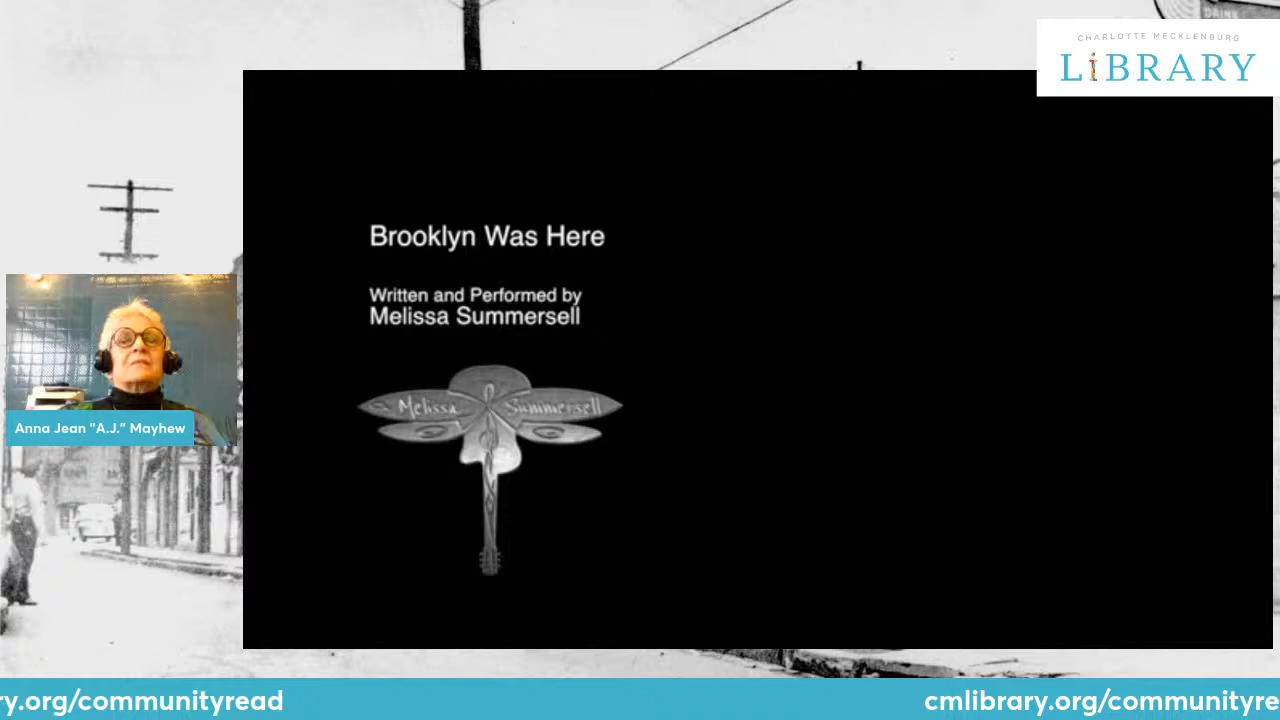 DRINK
CHARLOTTE MECKLENBURG
LiBRARY
Brooklyn Was Here
Written and Performed by
Melissa Summersell
Melissa Summersell
Anna Jean "A.J." Mayhew
ry.org/communityread
cmlibrary.org/communityre